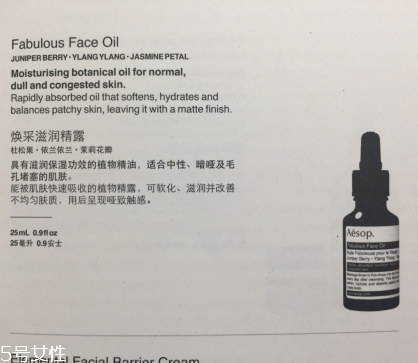 Fabulous Face Oil
JUNIPER BERRY · YLANG YLANG · JASMINE PETAL
Moisturising botanical oil for normal,
dull and congested skin.
Rapidly absorbed oil that softens, hydrates and
balances patchy skin, leaving it with a matte finish.
焕采滋润精露
杜松果 · 依兰依兰 · 茉莉花瓣
具有滋润保湿功效的植物精油，适合中性、暗哑及毛
孔堵塞的肌肤。
能被肌肤快速吸收的植物精露，可软化、滋润并改善
不均匀肤质，用后呈现哑致触感。
25mL 0.9fl oz
25毫升 0.9安士
Aēsop.
Fabulous Face Oil
Juniper Berry · Ylang Ylang
Elemental Facial Barrier Cream
5号女性